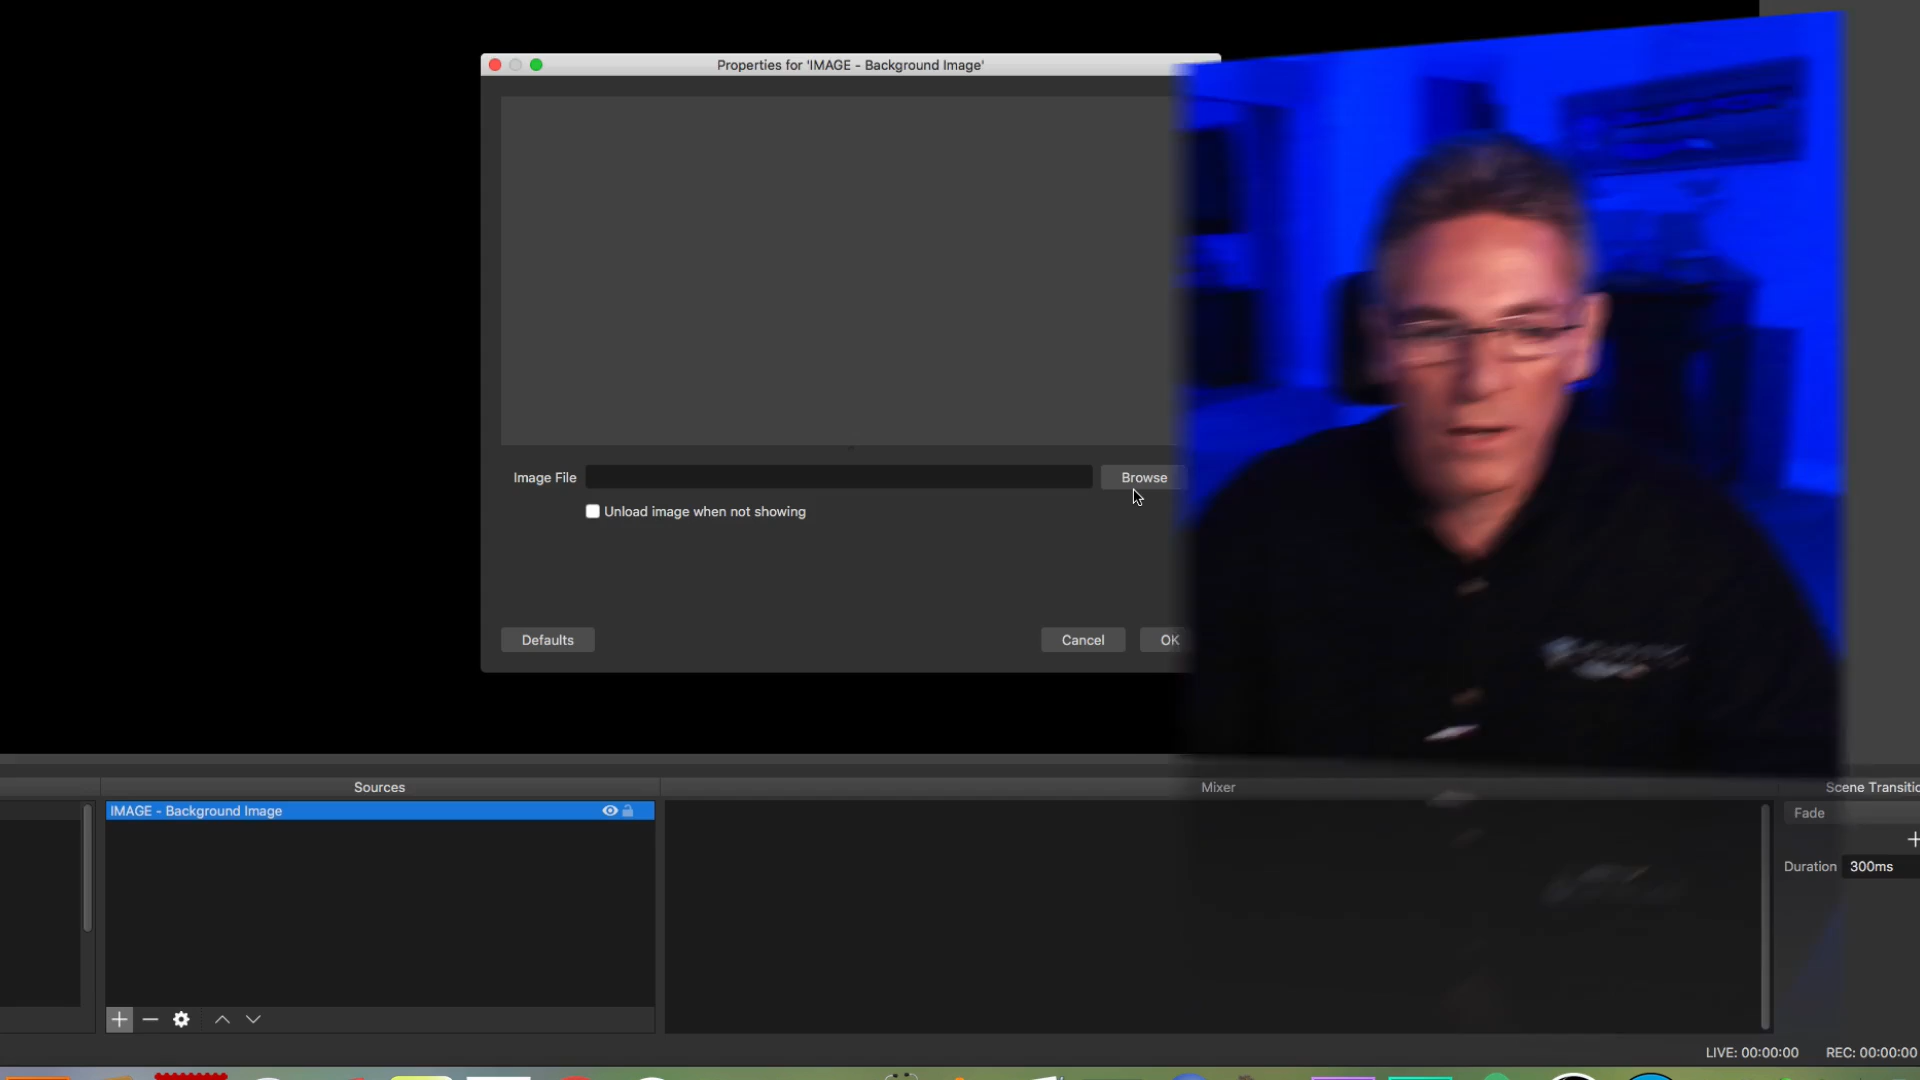 Properties for 'IMAGE - Background Image'
Image File
Browse
Unload image when not showing
Defaults
Cancel
OK
Sources
Mixer
Scene Transitio
IMAGE - Background Image
Fade
Duration
300ms
LIVE: 00:00:00
REC: 00:00:00